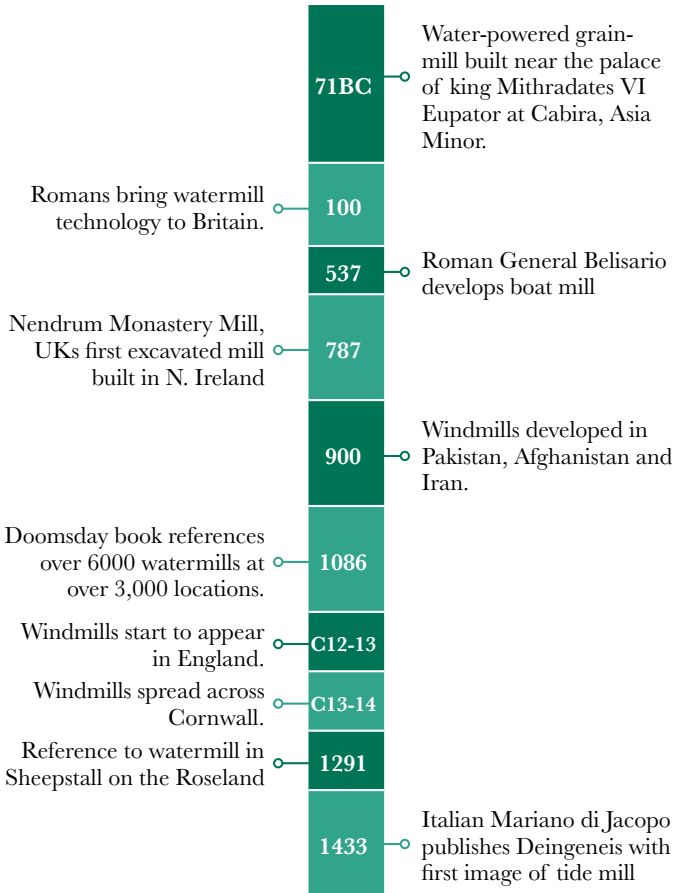 71BC
Water-powered grain-
mill built near the palace
of king Mithradates VI
Eupator at Cabira, Asia
Minor.
Romans bring watermill
technology to Britain.
100
537
Roman General Belisario
develops boat mill
Nendrum Monastery Mill,
UKs first excavated mill
built in N. Ireland
787
900
Windmills developed in
Pakistan, Afghanistan and
Iran.
Doomsday book references
over 6000 watermills at
over 3,000 locations.
1086
Windmills start to appear
in England.
C12-13
Windmills spread across
Cornwall.
C13-14
Reference to watermill in
Sheepstall on the Roseland
1291
1433
Italian Mariano di Jacopo
publishes Deingeneis with
first image of tide mill